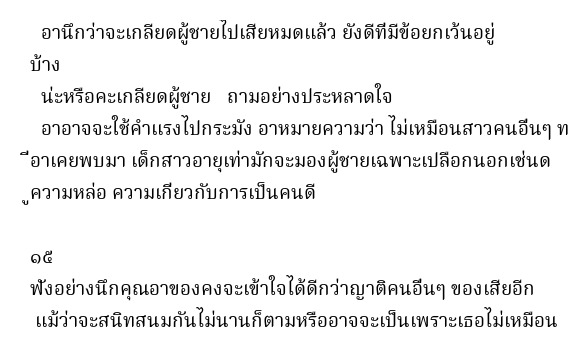 อานึกว่าจะเกลียดผู้ชายไปเสียหมดแล้ว ยังดีที่มีข้อยกเว้นอยู่
บ้าง
น่ะหรือคะเกลียดผู้ชาย ถามอย่างประหลาดใจ
อาอาจจะใช้คำแรงไปกระมัง อาหมายความว่า ไม่เหมือนสาวคนอื่นๆ ท
ี่อาเคยพบมา เด็กสาวอายุเท่ามักจะมองผู้ชายเฉพาะเปลือกนอกเช่นด
ูความหล่อ ความเกี่ยวกับการเป็นคนดี
๑๕
ฟังอย่างนึกคุณอาของคงจะเข้าใจได้ดีกว่าญาติคนอื่นๆ ของเสียอีก
แม้ว่าจะสนิทสนมกันไม่นานก็ตามหรืออาจจะเป็นเพราะเธอไม่เหมือน